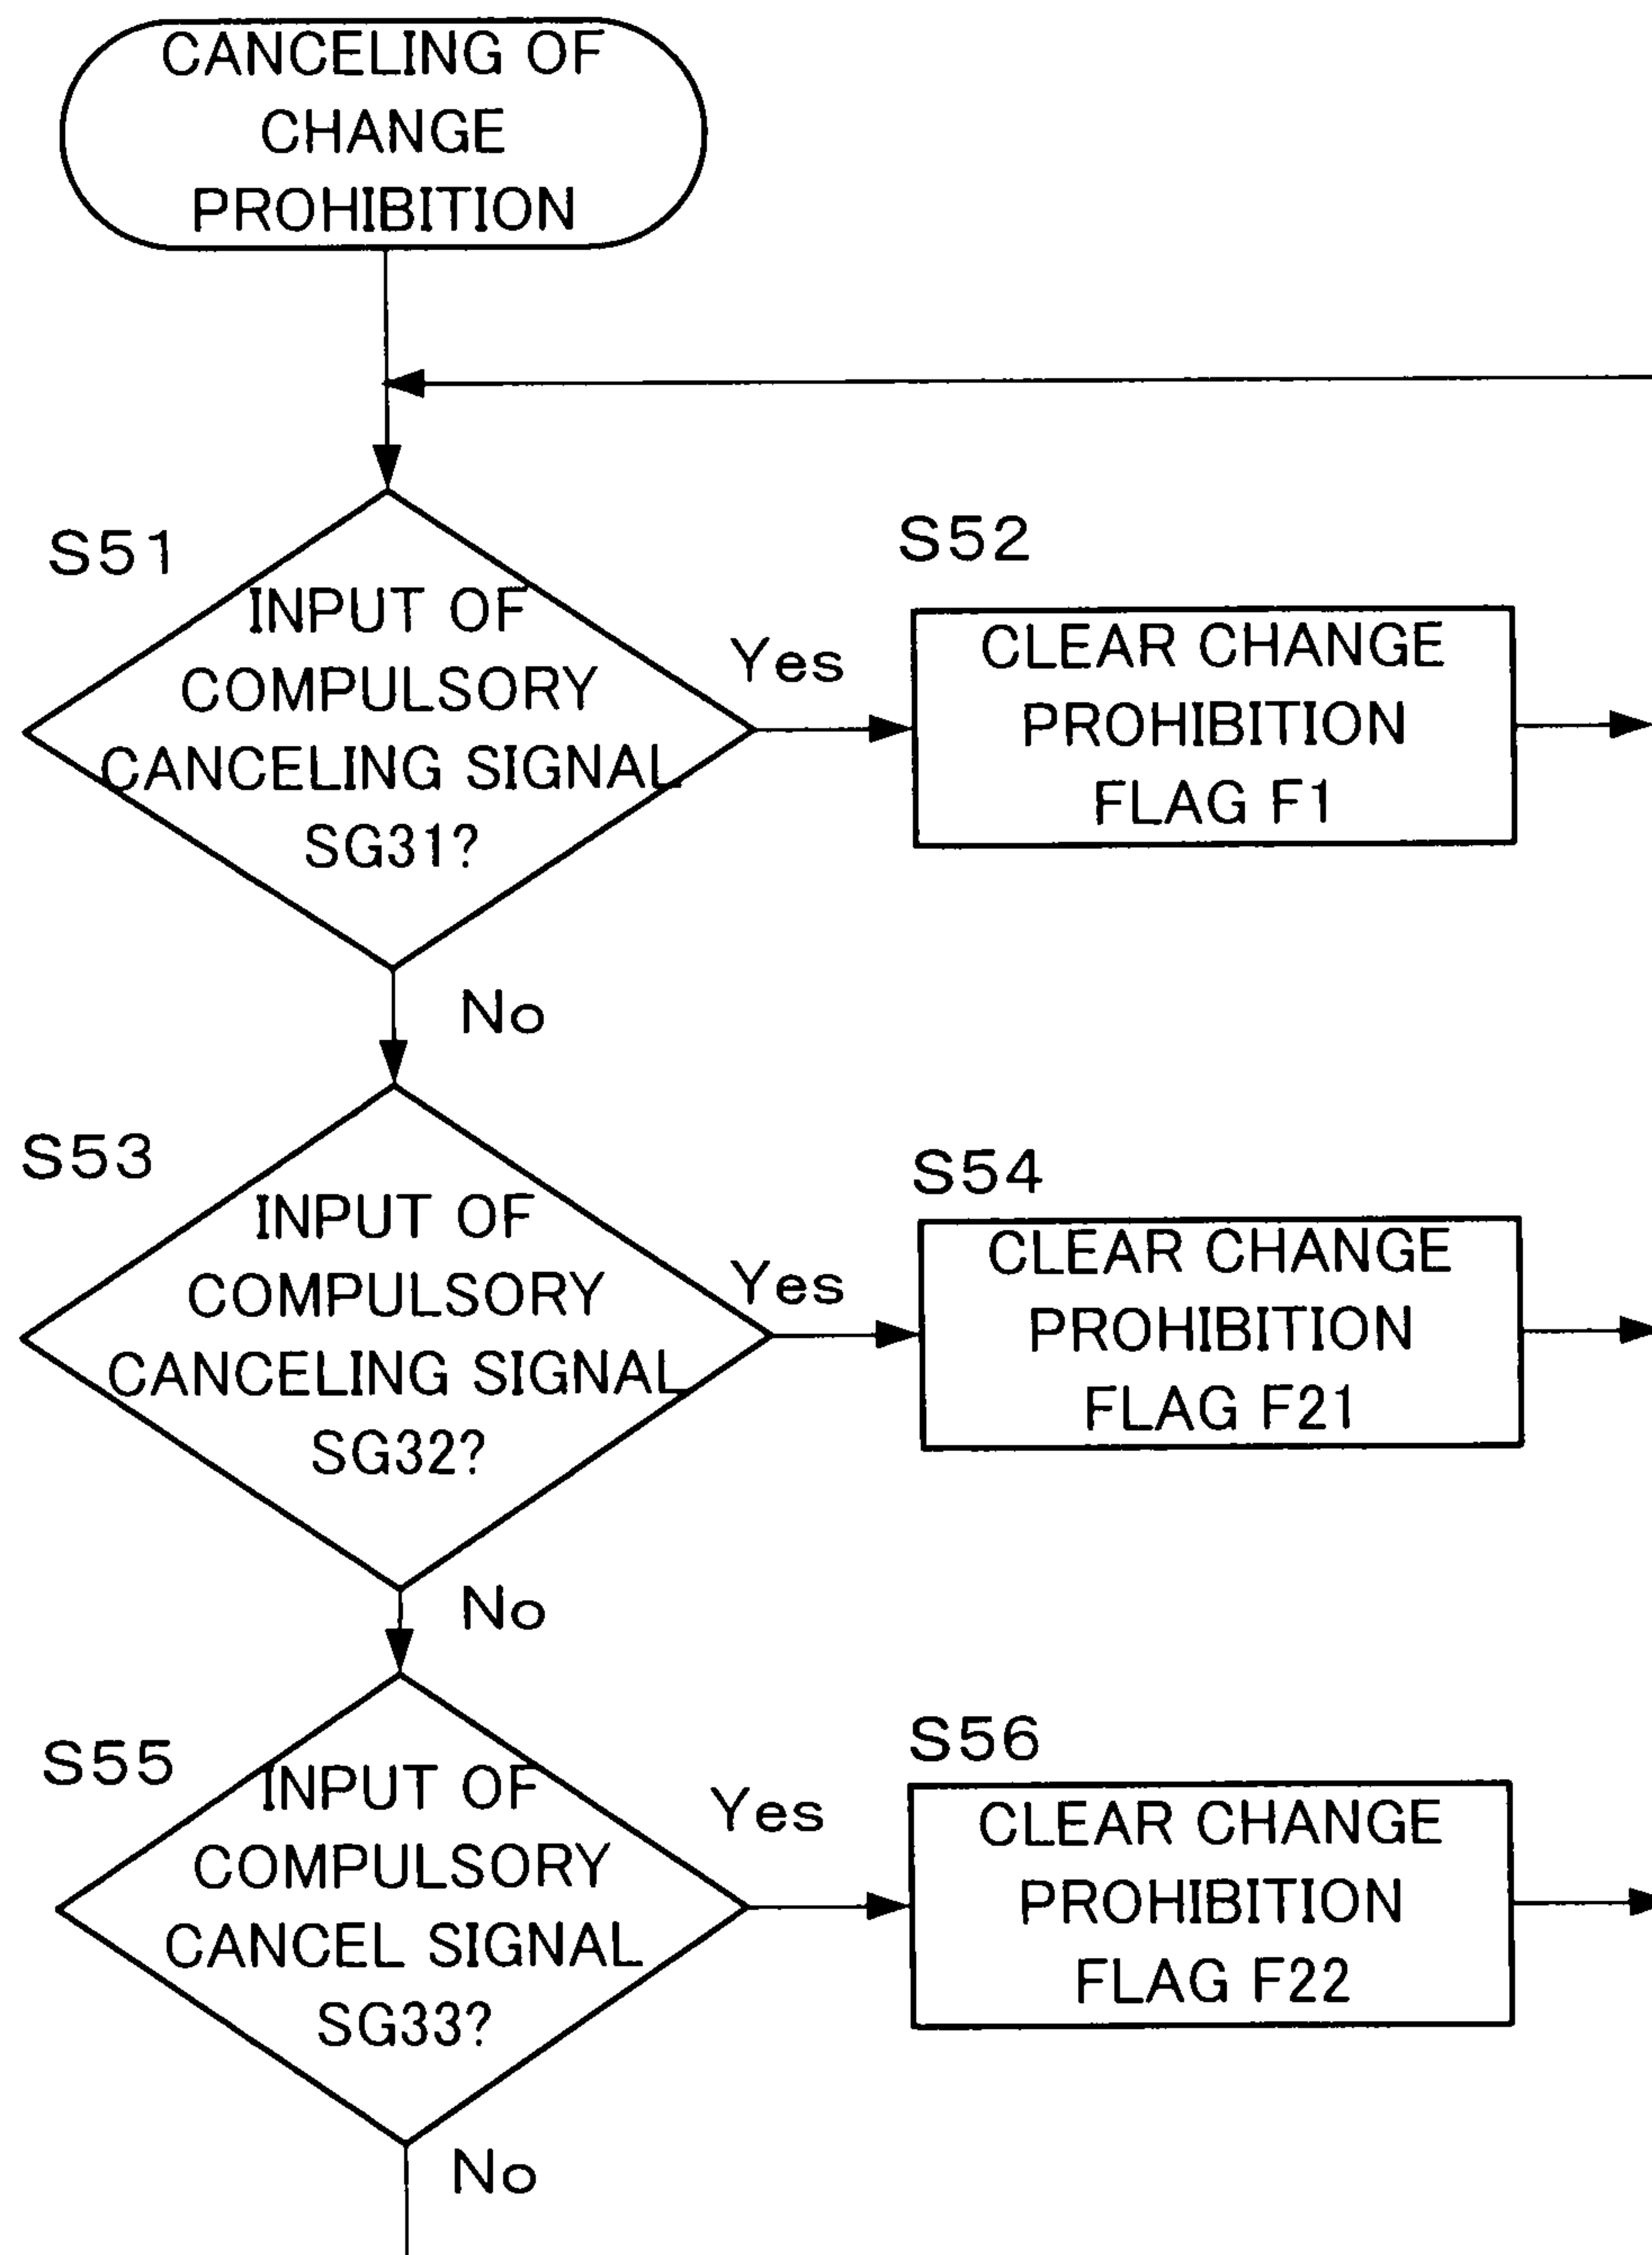 CANCELING OF
CHANGE
PROHIBITION
S51
INPUT OF
COMPULSORY
CANCELING SIGNAL
SG31?
Yes
S52
CLEAR CHANGE
PROHIBITION
FLAG F1
No
S53
INPUT OF
COMPULSORY
CANCELING SIGNAL
SG32?
Yes
S54
CLEAR CHANGE
PROHIBITION
FLAG F21
No
S55
INPUT OF
COMPULSORY
CANCEL SIGNAL
SG33?
Yes
S56
CLEAR CHANGE
PROHIBITION
FLAG F22
No